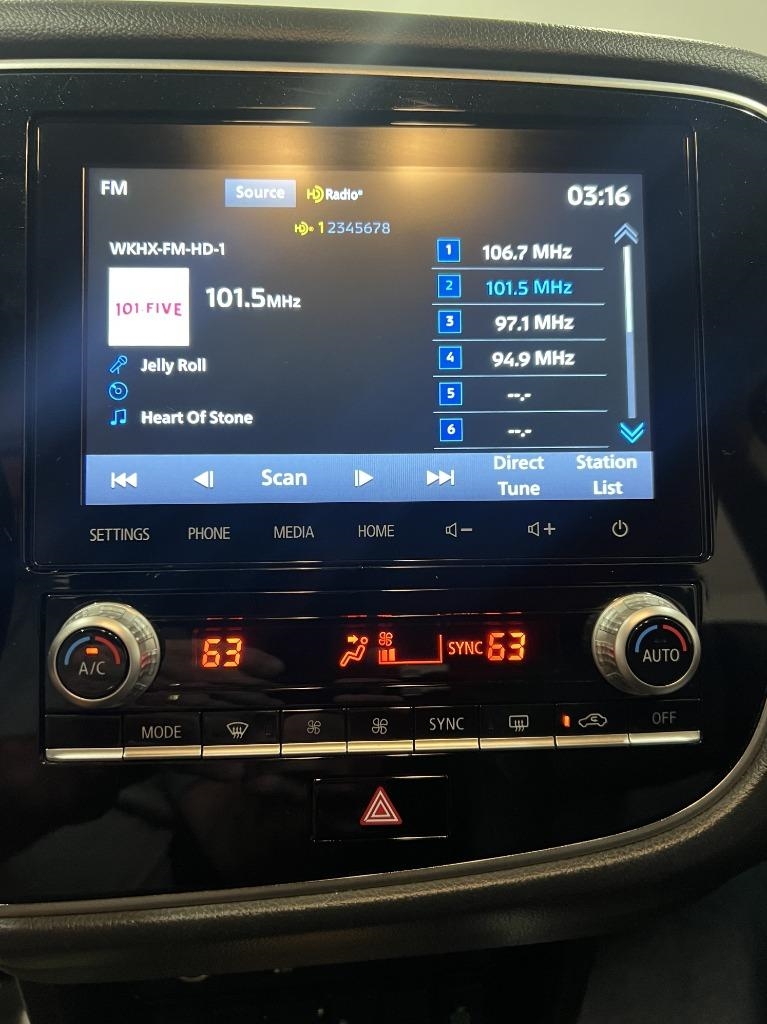 FM Source HD Radio® 03:16
HD® 12345678
WKHX-FM-HD-1
101·FIVE
101.5MHz
Jelly Roll
Heart Of Stone
1 106.7 MHz
2 101.5 MHz
3 97.1 MHz
4 94.9 MHz
5 --.-
6 --.-
Scan
Direct
Tune
Station
List
SETTINGS PHONE MEDIA HOME
A/C 63 SYNC 63 AUTO
MODE SYNC OFF